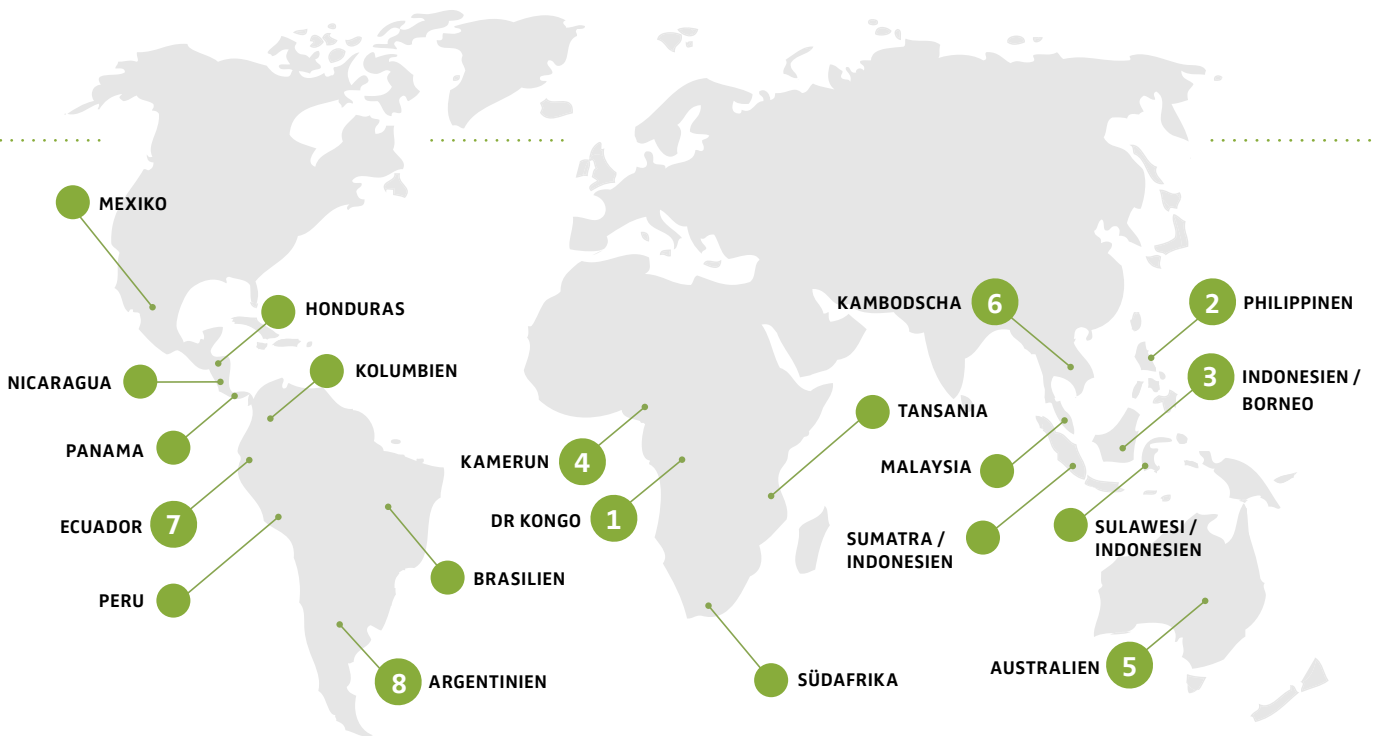 MEXIKO
HONDURAS
KAMBODSCHA 6
2 PHILIPPINEN
NICARAGUA
KOLUMBIEN
3 INDONESIEN /
BORNEO
TANSANIA
PANAMA
KAMERUN 4
MALAYSIA
ECUADOR 7
DR KONGO 1
SUMATRA /
INDONESIEN
SULAWESI /
INDONESIEN
PERU
BRASILIEN
8 ARGENTINIEN
SÜDAFRIKA
AUSTRALIEN 5